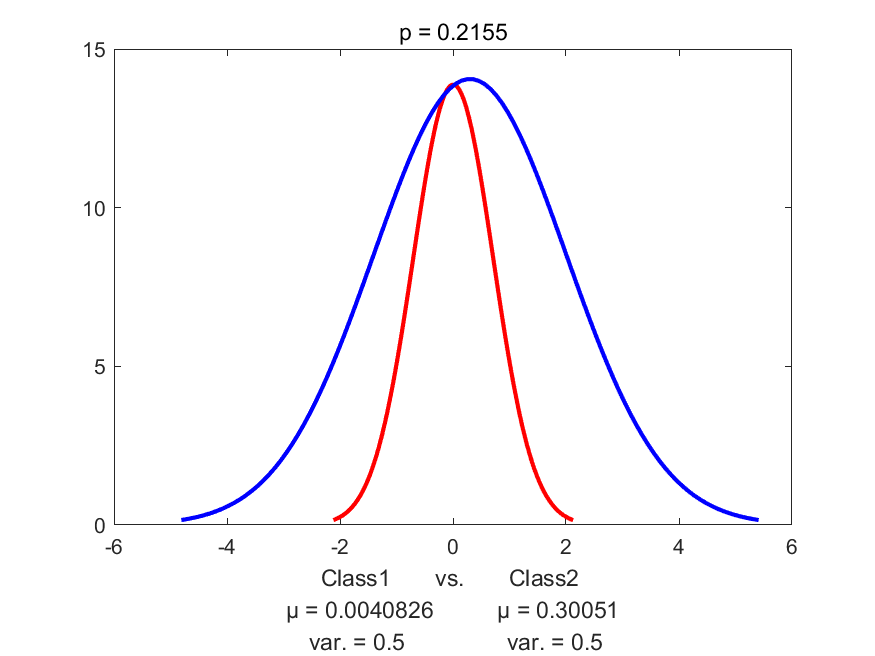 p = 0.2155
15
10
5
0
-6 -4 -2 0 2 4 6
Class1 vs. Class2
μ = 0.0040826 μ = 0.30051
var. = 0.5 var. = 0.5